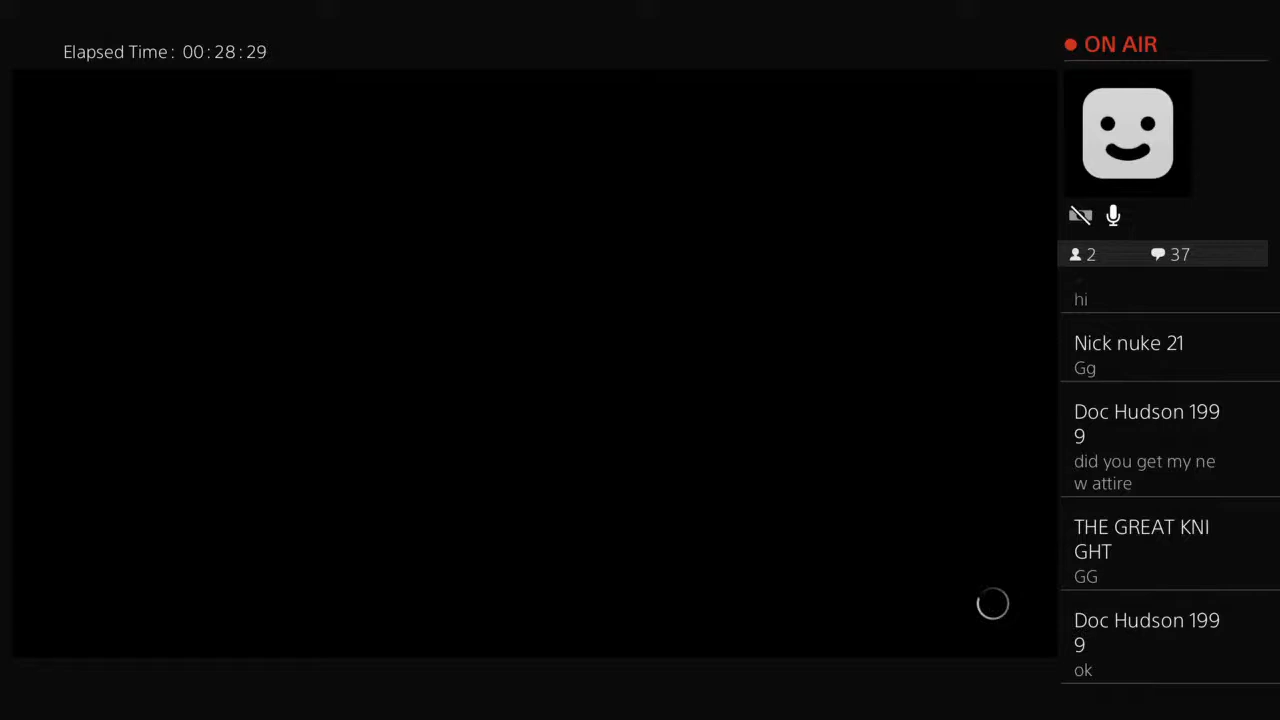 Elapsed Time: 00:28:29
ON AIR
2 37
hi
Nick nuke 21
Gg
Doc Hudson 199
9
did you get my ne
w attire
THE GREAT KNI
GHT
GG
Doc Hudson 199
9
ok